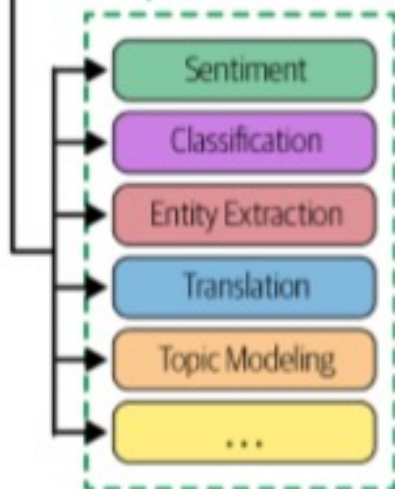 Sentiment
Classification
Entity Extraction
Translation
Topic Modeling
...